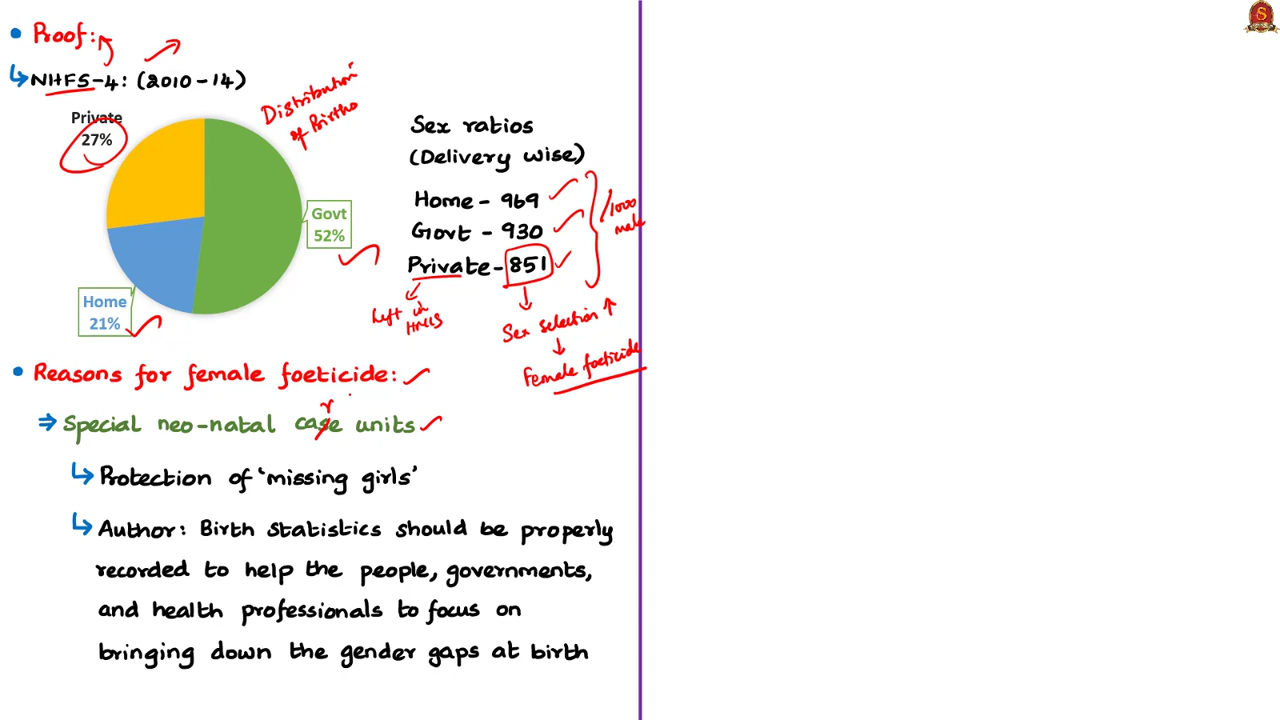 Proof:
NHFS-4: (2010-14)
Private
27%
Distribution
of Births
Govt
52%
Home
21%
Sex ratios
(Delivery wise)
Home - 969
Govt - 930
Private - 851
/1000
male
Left in
HMIS
Sex selection ↑
Female foeticide
Reasons for female foeticide:
⇒ Special neo-natal care units
Protection of 'missing girls'
Author: Birth statistics should be properly
recorded to help the people, governments,
and health professionals to focus on
bringing down the gender gaps at birth
S